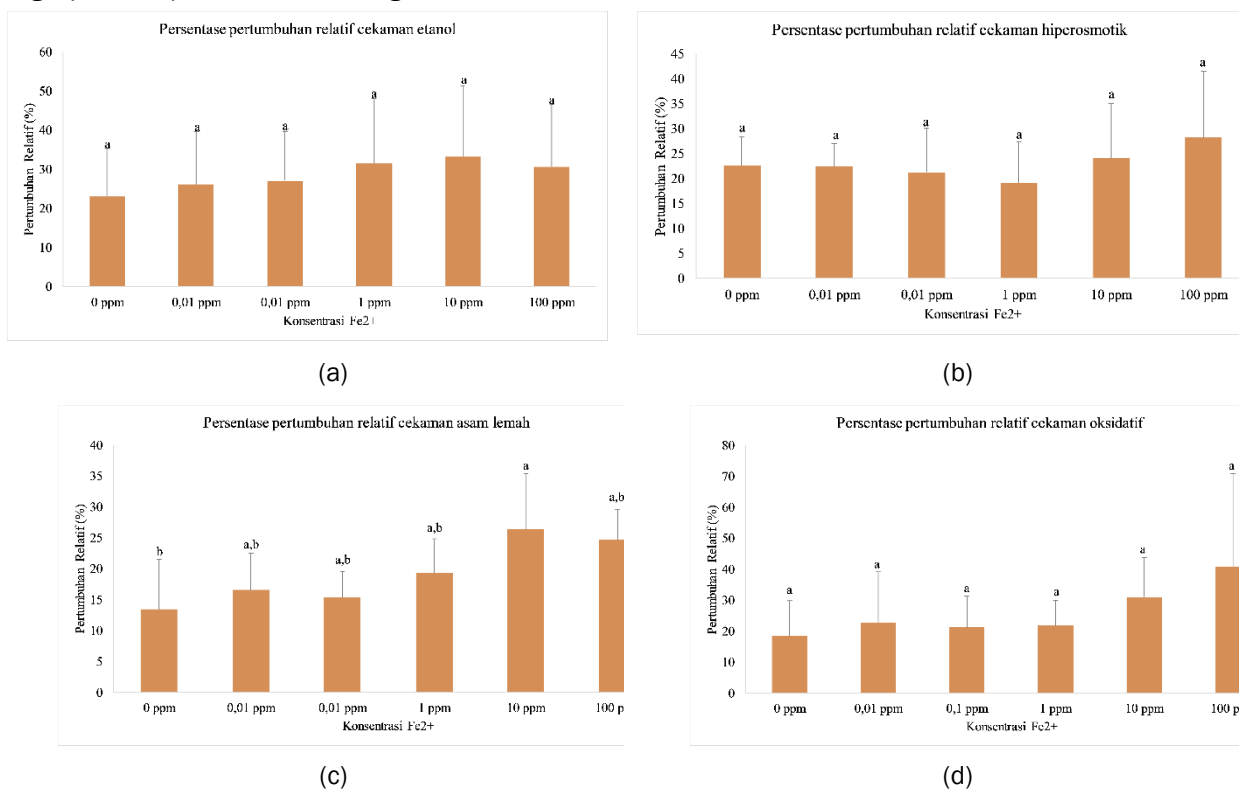 Persentase pertumbuhan relatif cekaman etanol
60
50
40
30
20
10
0
Pertumbuhan Relatif (%)
a
a
a
a
a
a
0 ppm
0,01 ppm
0,01 ppm
1 ppm
10 ppm
100 ppm
Konsentrasi Fe2+
(a)
Persentase pertumbuhan relatif cekaman hiperosmotik
45
40
35
30
25
20
15
10
5
0
Pertumbuhan Relatif (%)
a
a
a
a
a
a
0 ppm
0,01 ppm
0,01 ppm
1 ppm
10 ppm
100 ppm
Konsentrasi Fe2+
(b)
Persentase pertumbuhan relatif cekaman asam lemah
40
35
30
25
20
15
10
5
0
Pertumbuhan Relatif (%)
b
a,b
a,b
a,b
a
a,b
0 ppm
0,01 ppm
0,01 ppm
1 ppm
10 ppm
100 p
Konsentrasi Fe2+
(c)
Persentase pertumbuhan relatif cekaman oksidatif
80
70
60
50
40
30
20
10
0
Pertumbuhan Relatif (%)
a
a
a
a
a
a
0 ppm
0,01 ppm
0,1 ppm
1 ppm
10 ppm
100 p
Konsentrasi Fe2+
(d)